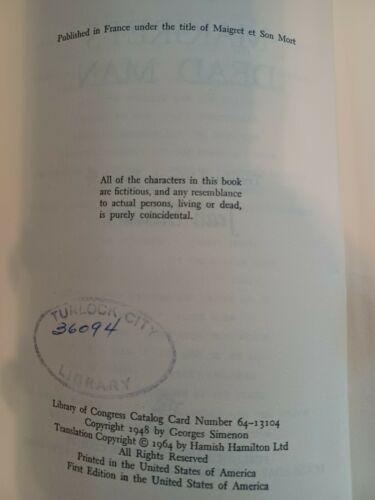 Published in France under the title of Maigret et Son Mort
DEAD MAN
All of the characters in this book
are fictitious, and any resemblance
to actual persons, living or dead,
is purely coincidental.
TURLOCK CITY
36094
LIBRARY
Library of Congress Catalog Card Number 64-13104
Copyright 1948 by Georges Simenon
Translation Copyright © 1964 by Hamish Hamilton Ltd
All Rights Reserved
Printed in the United States of America
First Edition in the United States of America